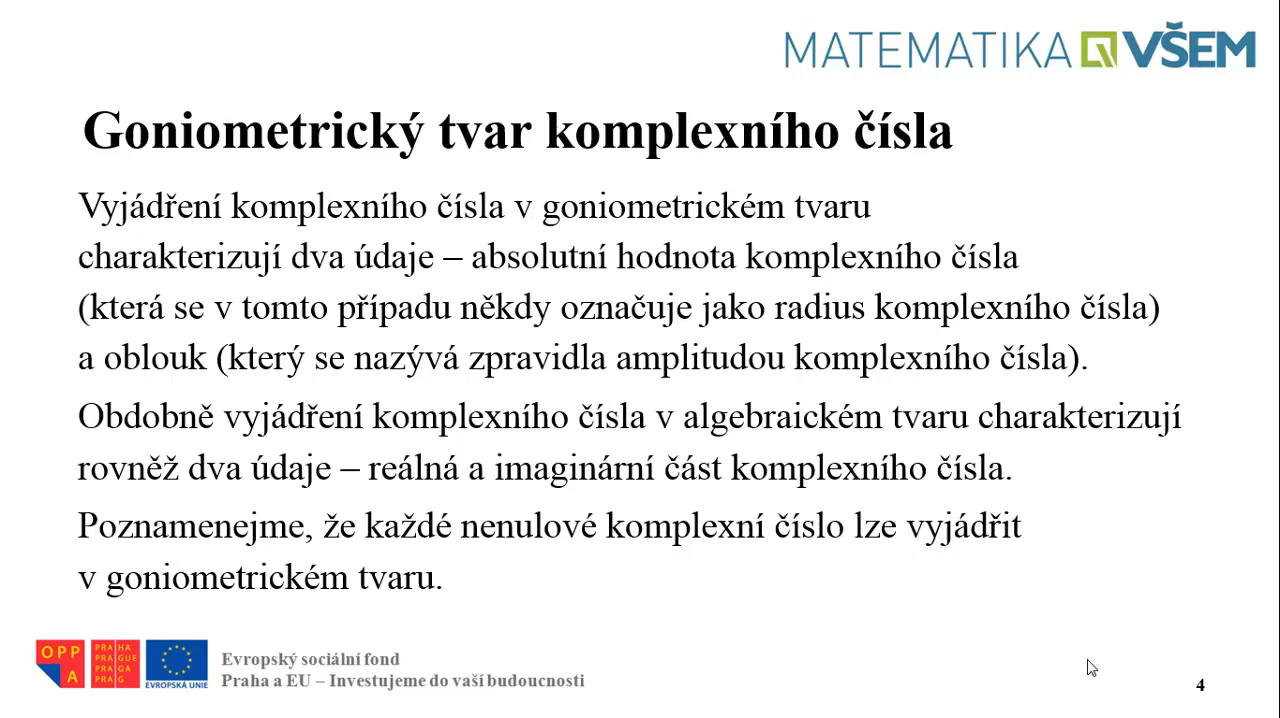 MATEMATIKA VŠEM
Goniometrický tvar komplexního čísla
Vyjádření komplexního čísla v goniometrickém tvaru
charakterizují dva údaje – absolutní hodnota komplexního čísla
(která se v tomto případu někdy označuje jako radius komplexního čísla)
a oblouk (který se nazývá zpravidla amplitudou komplexního čísla).
Obdobně vyjádření komplexního čísla v algebraickém tvaru charakterizují
rovněž dva údaje – reálná a imaginární část komplexního čísla.
Poznamenejme, že každé nenulové komplexní číslo lze vyjádřit
v goniometrickém tvaru.
OPP
A
PRA HA
PRA GUE
PRA GA
PRA G
EVROPSKÁ UNIE
Evropský sociální fond
Praha a EU – Investujeme do vaší budoucnosti
4